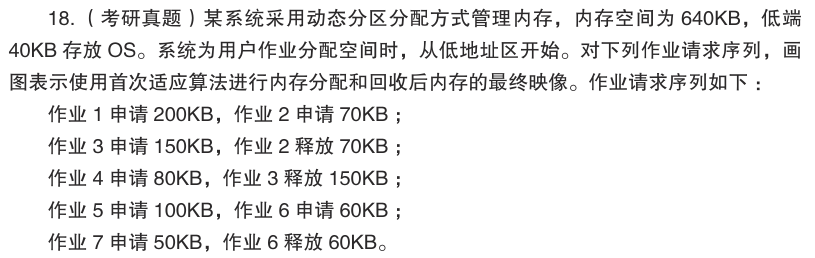 18.（考研真题）某系统采用动态分区分配方式管理内存，内存空间为 640KB，低端
40KB 存放 OS。系统为用户作业分配空间时，从低地址区开始。对下列作业请求序列，画
图表示使用首次适应算法进行内存分配和回收后内存的最终映像。作业请求序列如下：
作业 1 申请 200KB，作业 2 申请 70KB；
作业 3 申请 150KB，作业 2 释放 70KB；
作业 4 申请 80KB，作业 3 释放 150KB；
作业 5 申请 100KB，作业 6 申请 60KB；
作业 7 申请 50KB，作业 6 释放 60KB。